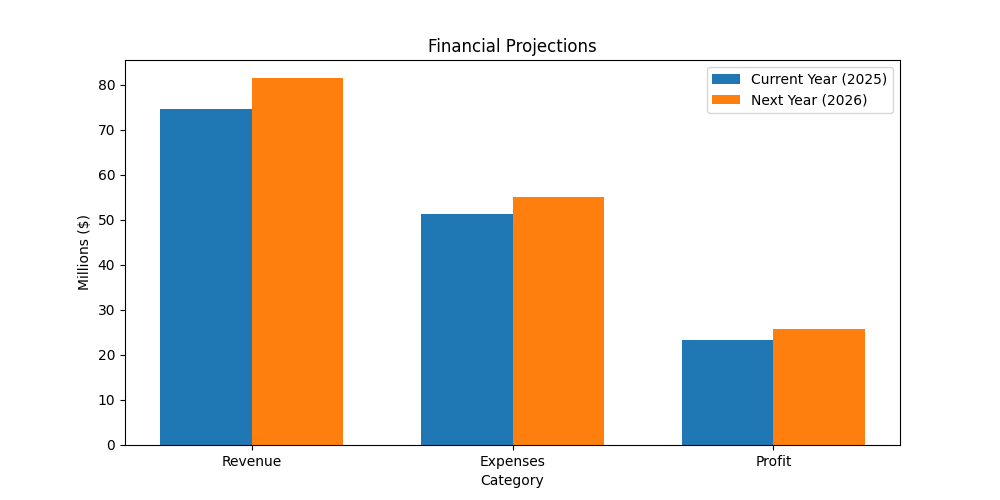 Financial Projections
Current Year (2025)
Next Year (2026)
Millions ($)
80
70
60
50
40
30
20
10
0
Revenue Expenses Profit
Category